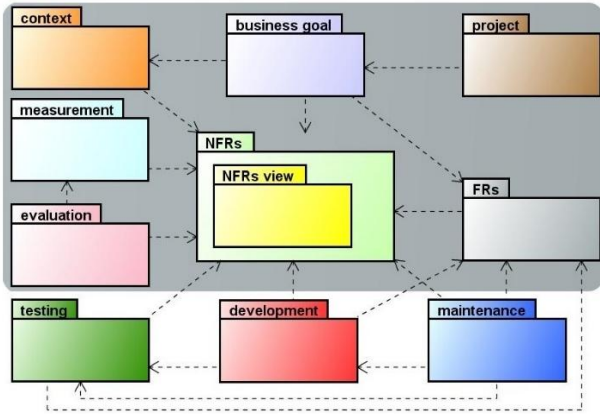 context
business goal
project
measurement
NFRs
NFRs view
FRs
evaluation
testing
development
maintenance